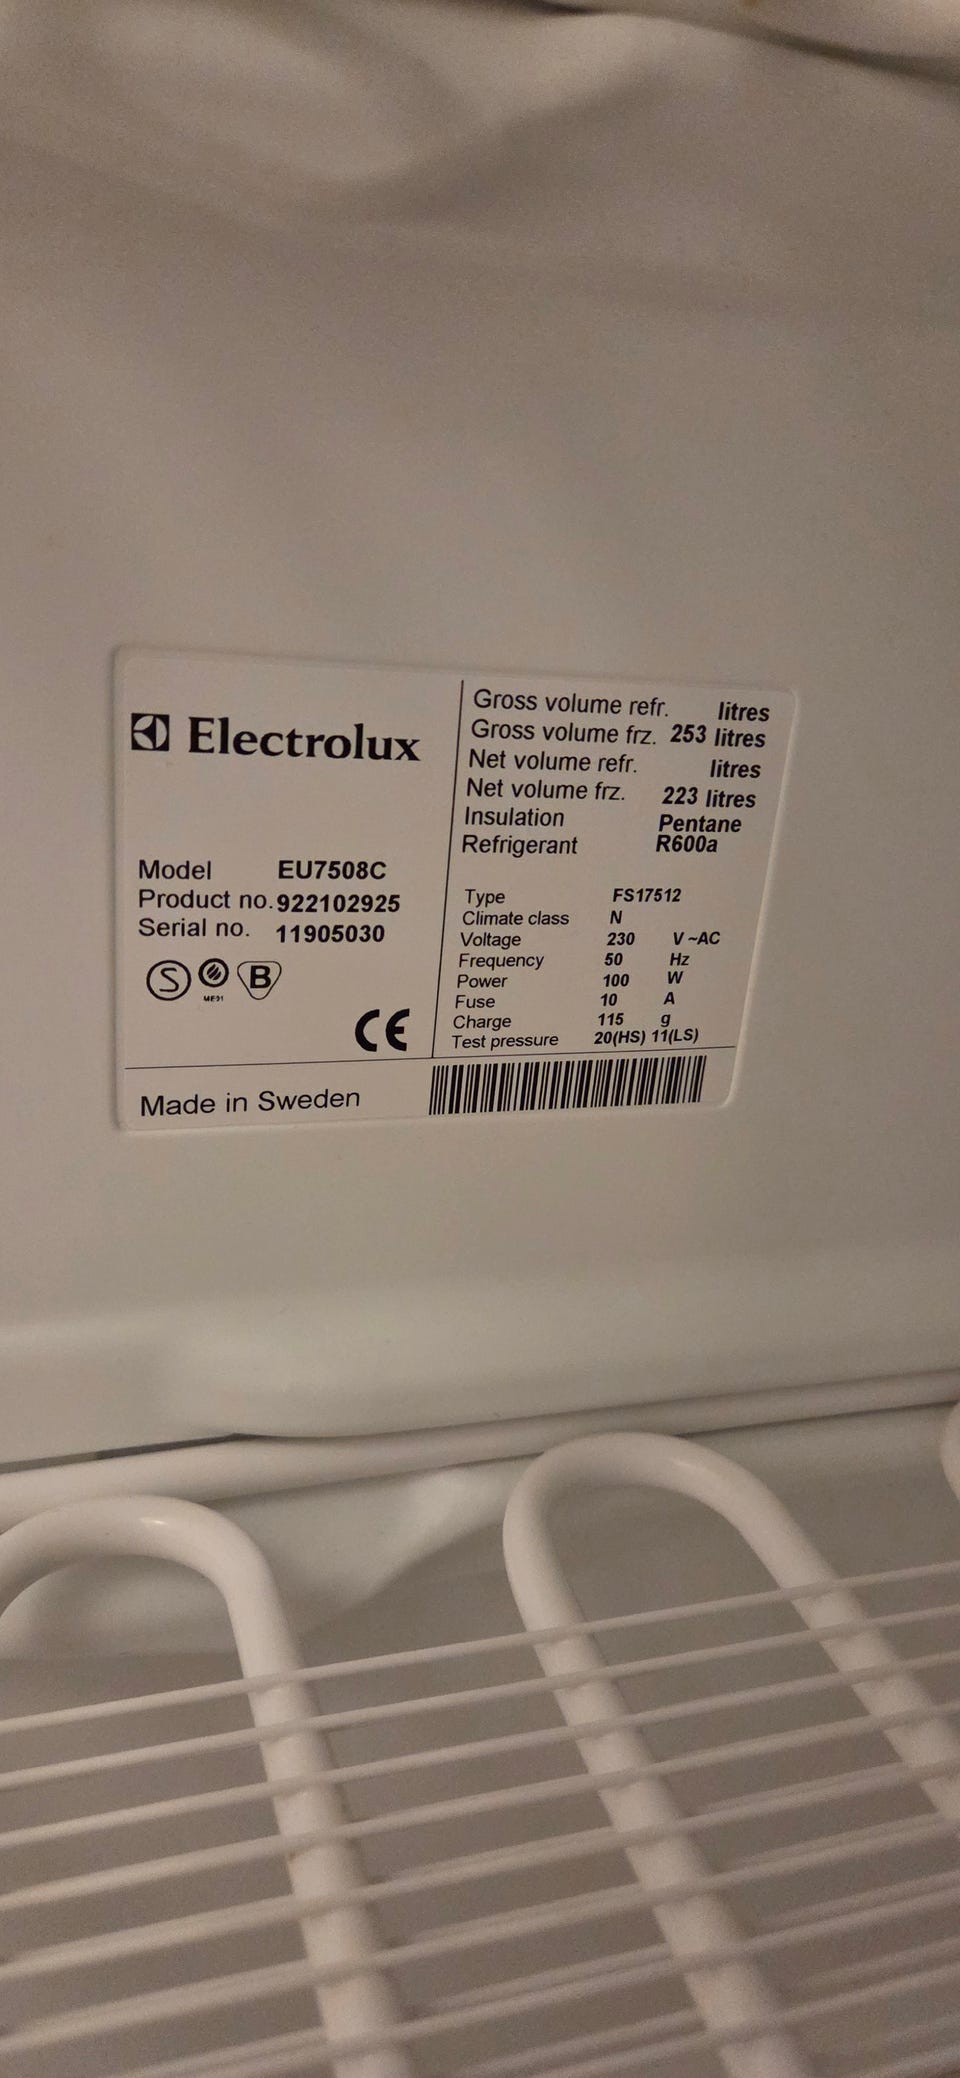 Electrolux
Model EU7508C
Product no. 922102925
Serial no. 11905030
S B
ME91
CE
Made in Sweden
Gross volume refr. litres
Gross volume frz. 253 litres
Net volume refr. litres
Net volume frz. 223 litres
Insulation Pentane
Refrigerant R600a
Type FS17512
Climate class N
Voltage 230 V ~AC
Frequency 50 Hz
Power 100 W
Fuse 10 A
Charge 115 g
Test pressure 20(HS) 11(LS)